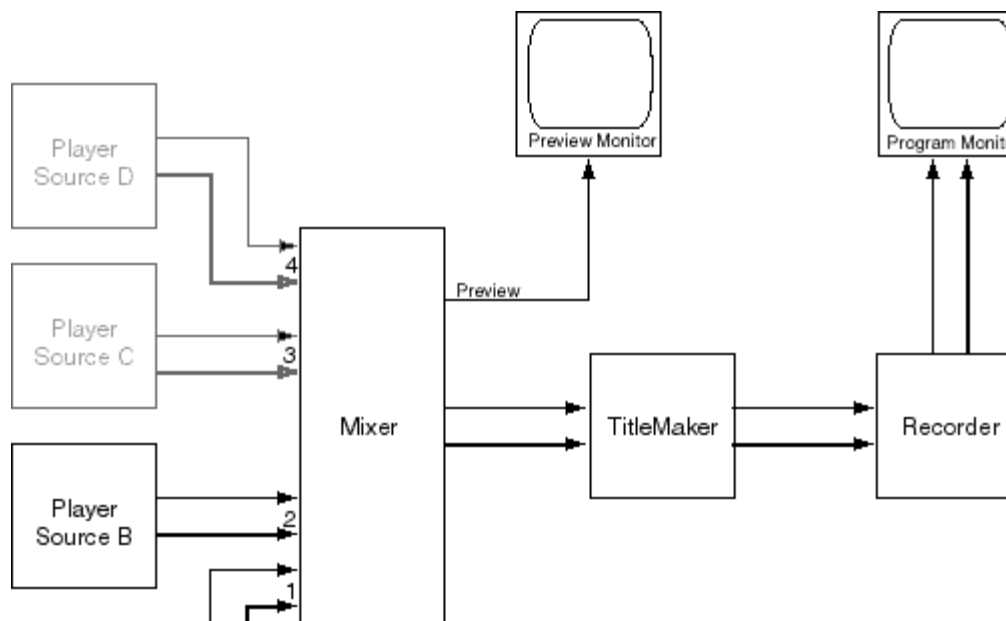 Preview Monitor
Program Monit
Player
Source D
4
Player
Source C
3
Preview
Mixer
TitleMaker
Recorder
Player
Source B
2
1